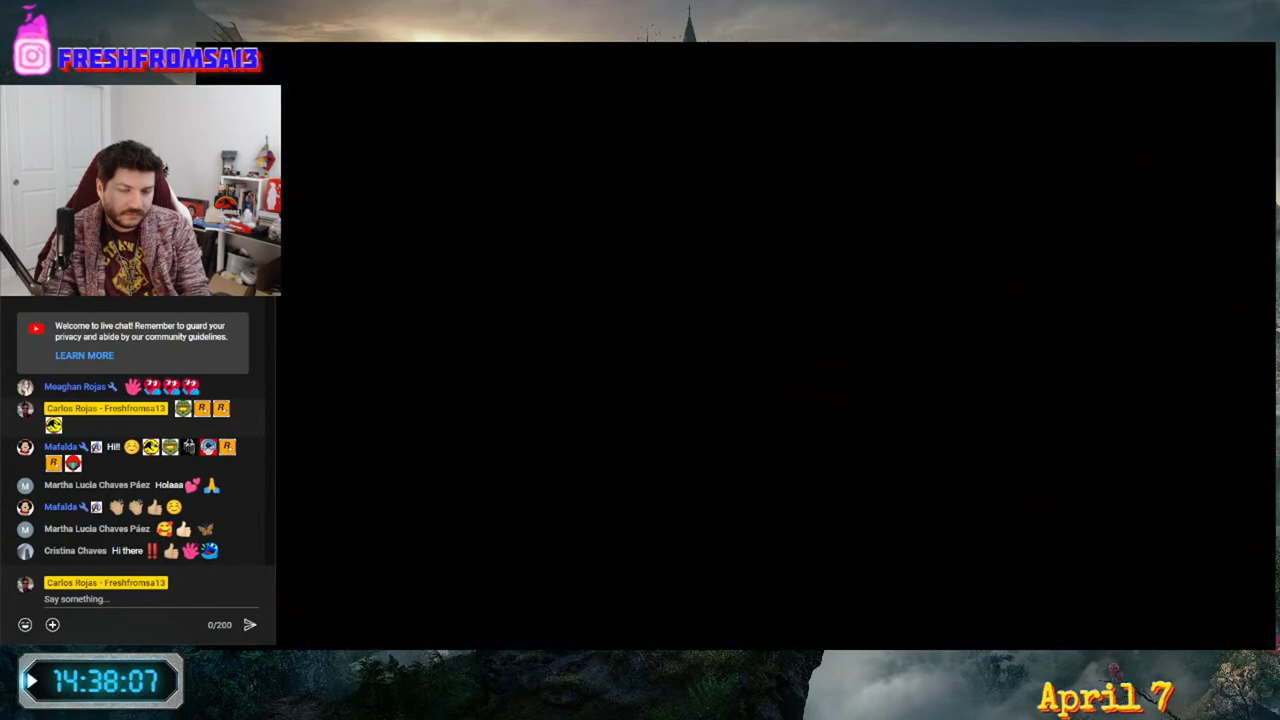 FRESHFROMSA13
Welcome to live chat! Remember to guard your
privacy and abide by our community guidelines.
LEARN MORE
Meaghan Rojas
Carlos Rojas - Freshfromsa13
Mafalda Hi!!
Martha Lucia Chaves Páez Holaaa
Mafalda
Martha Lucia Chaves Páez
Cristina Chaves Hi there
Carlos Rojas - Freshfromsa13
Say something...
0/200
14:38:07
April 7